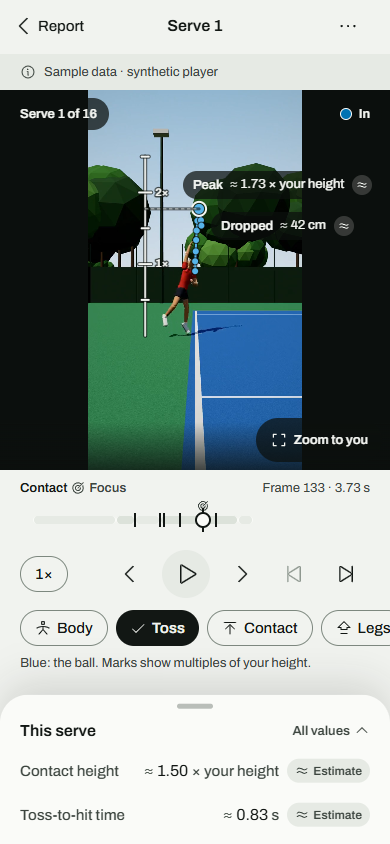 Report
Serve 1
Sample data · synthetic player
Serve 1 of 16
In
2×
Peak ≈ 1.73 × your height
Dropped ≈ 42 cm
1×
Zoom to you
Contact Focus
Frame 133 · 3.73 s
1×
Body
Toss
Contact
Legs
Blue: the ball. Marks show multiples of your height.
This serve
All values
Contact height ≈ 1.50 × your height Estimate
Toss-to-hit time ≈ 0.83 s Estimate